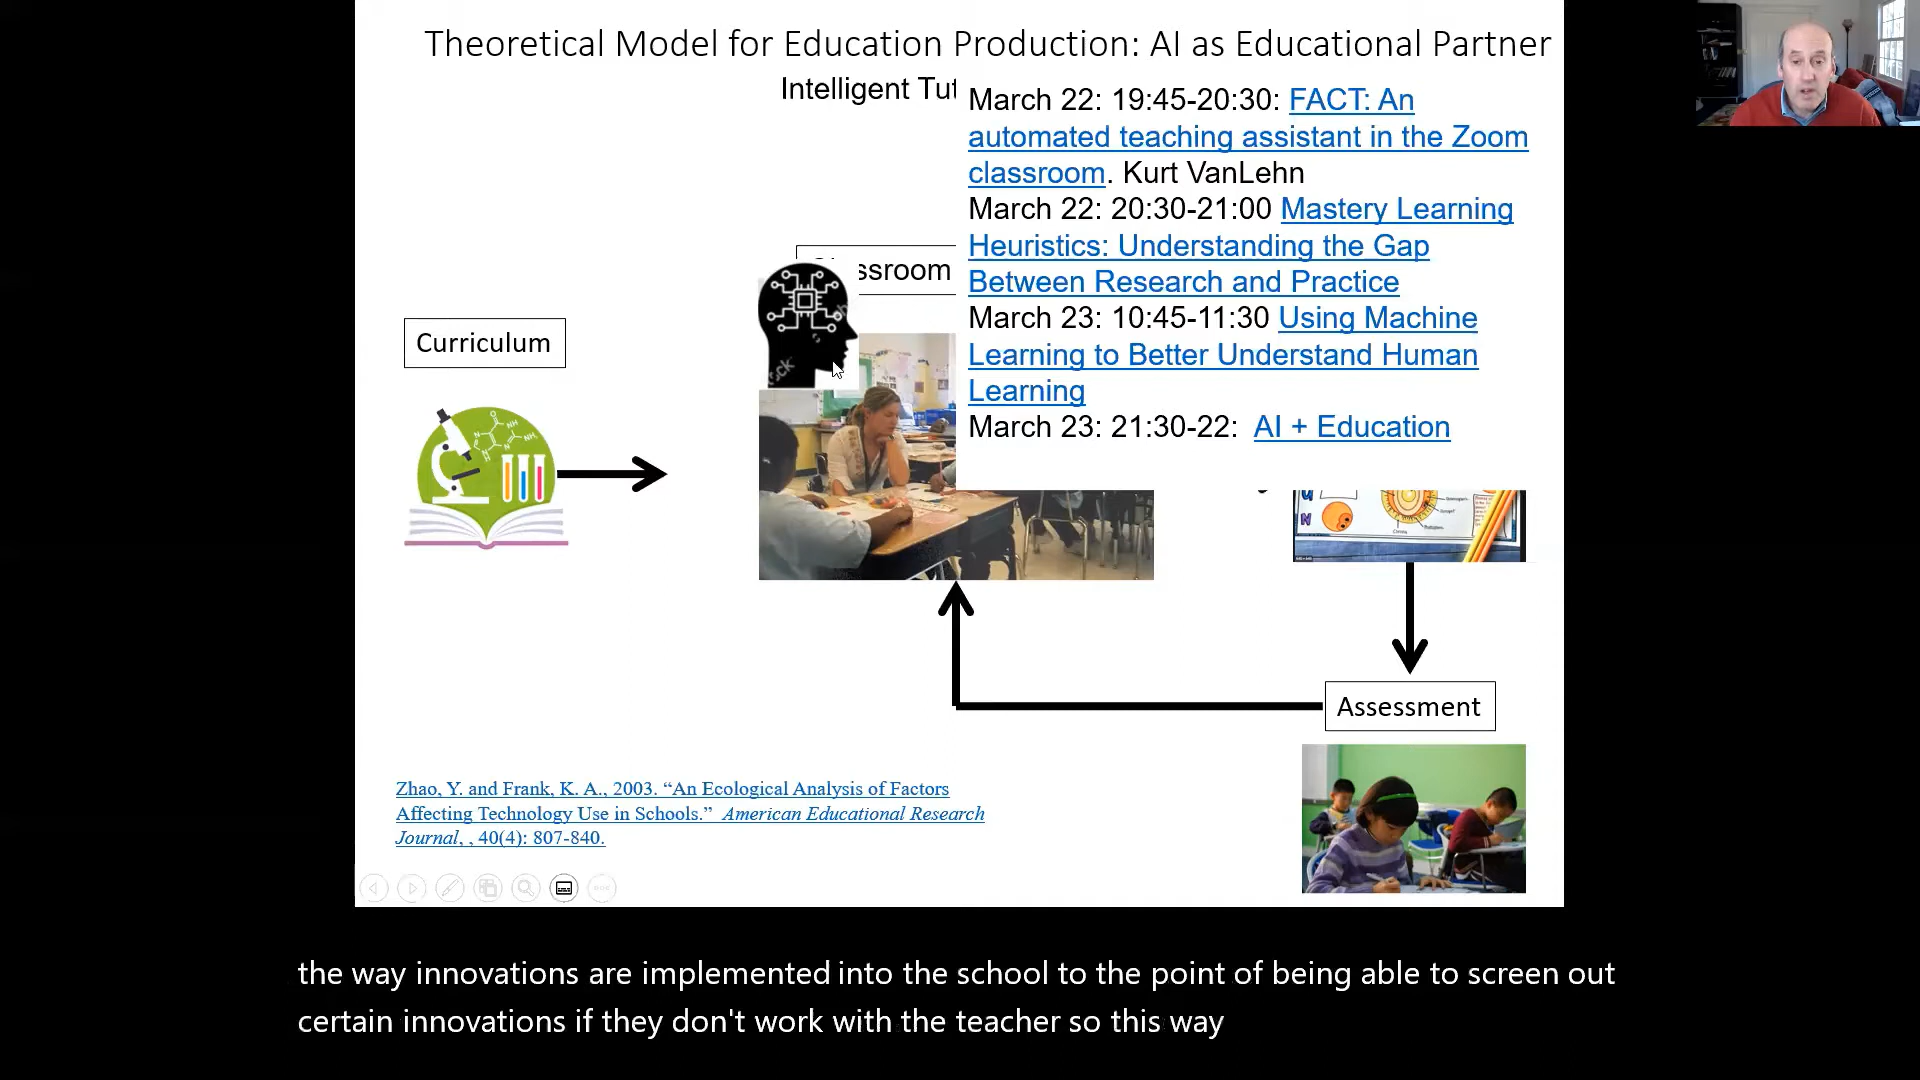 Theoretical Model for Education Production: AI as Educational Partner
Intelligent Tut
March 22: 19:45-20:30: FACT: An
automated teaching assistant in the Zoom
classroom. Kurt VanLehn
March 22: 20:30-21:00 Mastery Learning
Heuristics: Understanding the Gap
Between Research and Practice
March 23: 10:45-11:30 Using Machine
Learning to Better Understand Human
Learning
March 23: 21:30-22: AI + Education
ssroom
Curriculum
Assessment
Zhao, Y. and Frank, K. A., 2003. “An Ecological Analysis of Factors
Affecting Technology Use in Schools.” American Educational Research
Journal, , 40(4): 807-840.
the way innovations are implemented into the school to the point of being able to screen out
certain innovations if they don't work with the teacher so this way